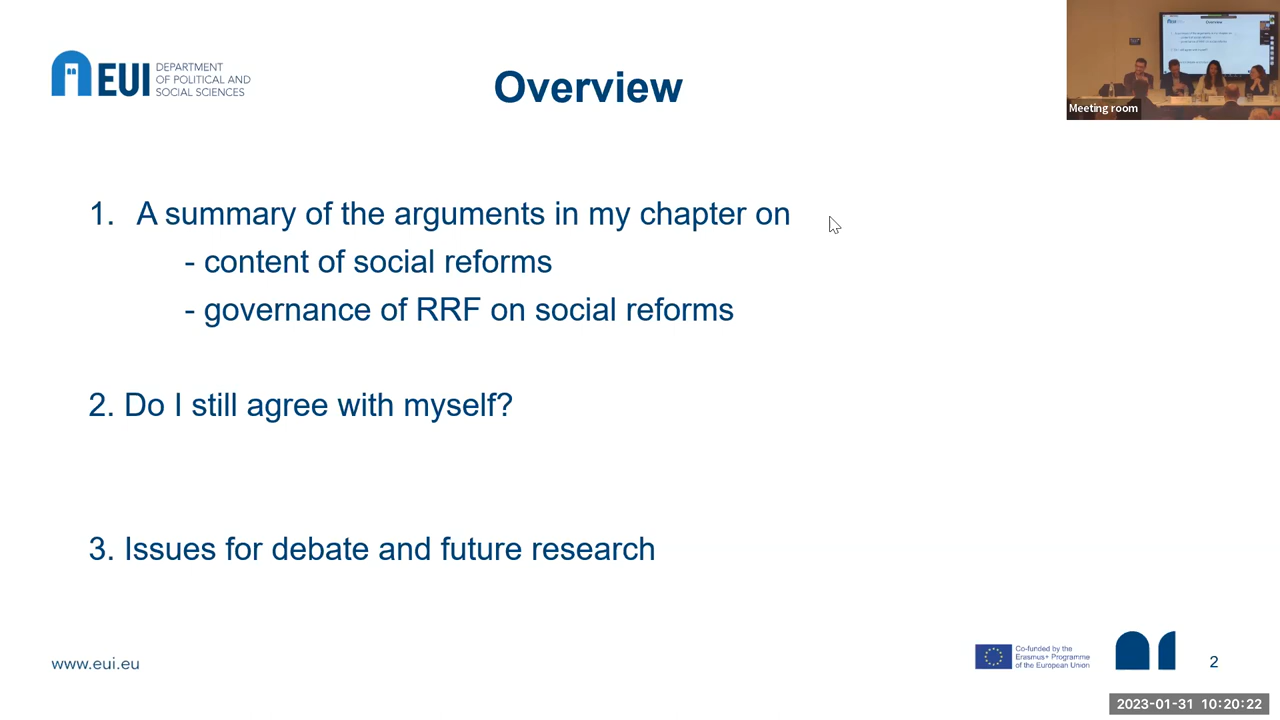 EUI
DEPARTMENT
OF POLITICAL AND
SOCIAL SCIENCES
Overview
Meeting room
1. A summary of the arguments in my chapter on
- content of social reforms
- governance of RRF on social reforms
2. Do I still agree with myself?
3. Issues for debate and future research
www.eui.eu
Co-funded by the
Erasmus+ Programme
of the European Union
2
2023-01-31 10:20:22